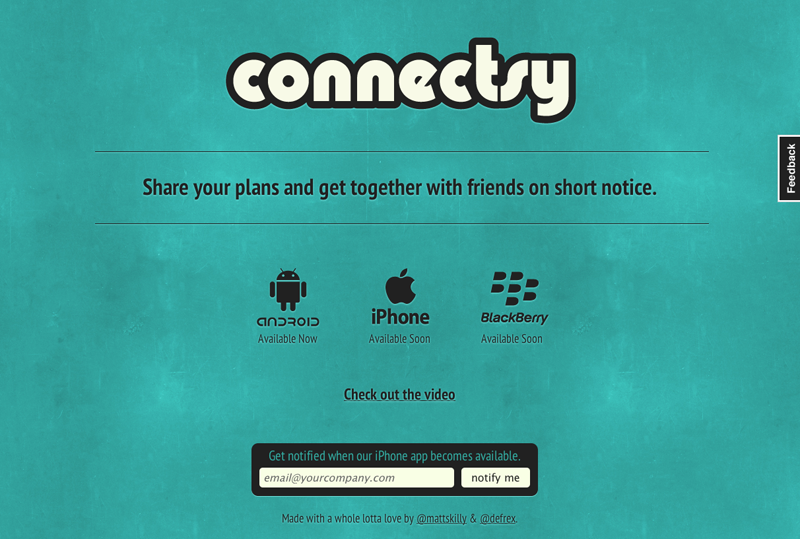 connectsy
Feedback
Share your plans and get together with friends on short notice.
ANDROID
Available Now
iPhone
Available Soon
BlackBerry
Available Soon
Check out the video
Get notified when our iPhone app becomes available.
email@yourcompany.com
notify me
Made with a whole lotta love by @mattskilly & @defrex.